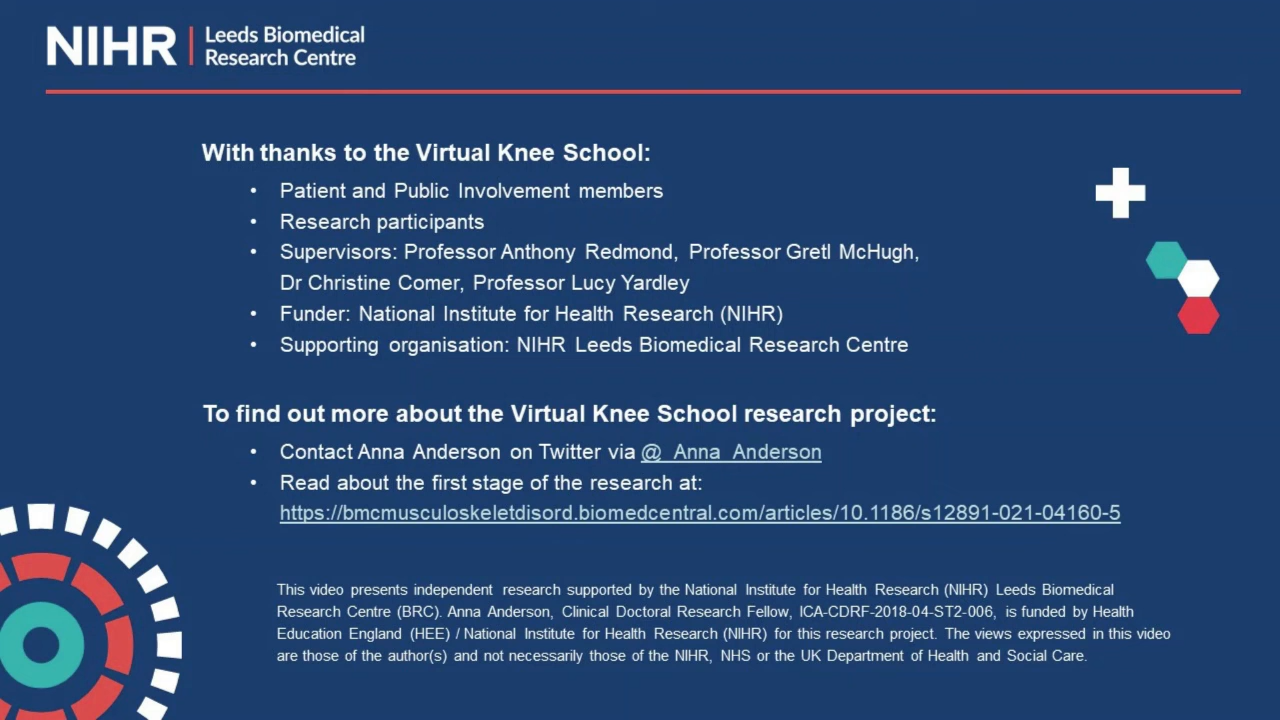 NIHR | Leeds Biomedical
Research Centre
With thanks to the Virtual Knee School:
• Patient and Public Involvement members
• Research participants
• Supervisors: Professor Anthony Redmond, Professor Gretl McHugh,
Dr Christine Comer, Professor Lucy Yardley
• Funder: National Institute for Health Research (NIHR)
• Supporting organisation: NIHR Leeds Biomedical Research Centre
To find out more about the Virtual Knee School research project:
• Contact Anna Anderson on Twitter via @_Anna_Anderson
• Read about the first stage of the research at:
https://bmcmusculoskeletdisord.biomedcentral.com/articles/10.1186/s12891-021-04160-5
This video presents independent research supported by the National Institute for Health Research (NIHR) Leeds Biomedical
Research Centre (BRC). Anna Anderson, Clinical Doctoral Research Fellow, ICA-CDRF-2018-04-ST2-006, is funded by Health
Education England (HEE) / National Institute for Health Research (NIHR) for this research project. The views expressed in this video
are those of the author(s) and not necessarily those of the NIHR, NHS or the UK Department of Health and Social Care.